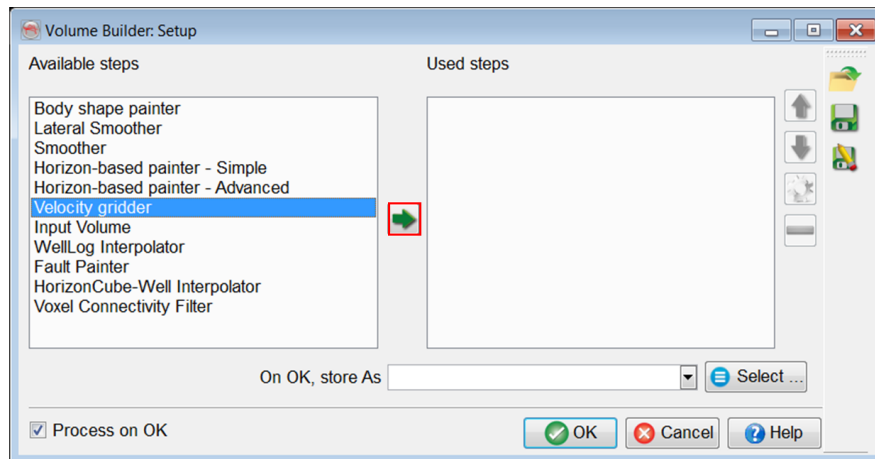 Volume Builder: Setup
Available steps
Used steps
Body shape painter
Lateral Smoother
Smoother
Horizon-based painter - Simple
Horizon-based painter - Advanced
Velocity gridder
Input Volume
WellLog Interpolator
Fault Painter
HorizonCube-Well Interpolator
Voxel Connectivity Filter
On OK, store As
Select ...
Process on OK
OK
Cancel
Help